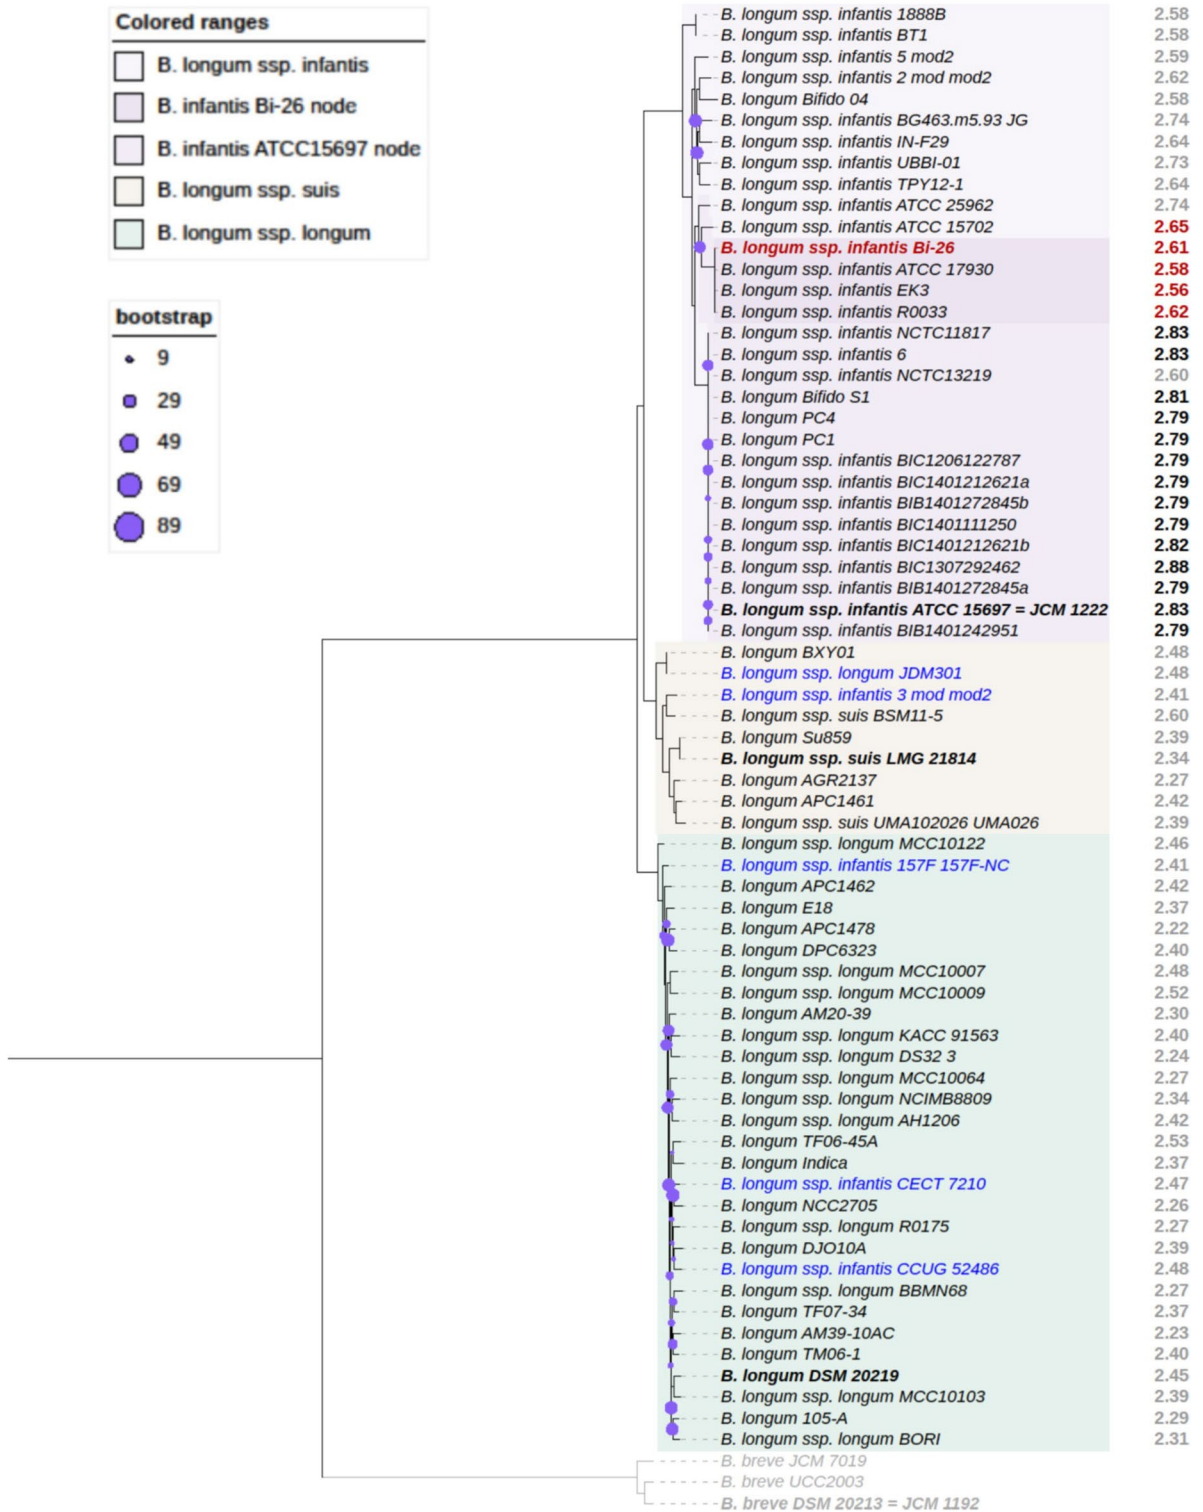 Colored ranges
B. longum ssp. infantis
B. infantis Bi-26 node
B. infantis ATCC15697 node
B. longum ssp. suis
B. longum ssp. longum
bootstrap
9
29
49
69
89
B. longum ssp. infantis 1888B 2.58
B. longum ssp. infantis BT1 2.58
B. longum ssp. infantis 5 mod2 2.59
B. longum ssp. infantis 2 mod mod2 2.62
B. longum Bifido 04 2.58
B. longum ssp. infantis BG463.m5.93 JG 2.74
B. longum ssp. infantis IN-F29 2.64
B. longum ssp. infantis UBBI-01 2.73
B. longum ssp. infantis TPY12-1 2.64
B. longum ssp. infantis ATCC 25962 2.74
B. longum ssp. infantis ATCC 15702 2.65
B. longum ssp. infantis Bi-26 2.61
B. longum ssp. infantis ATCC 17930 2.58
B. longum ssp. infantis EK3 2.56
B. longum ssp. infantis R0033 2.62
B. longum ssp. infantis NCTC11817 2.83
B. longum ssp. infantis 6 2.83
B. longum ssp. infantis NCTC13219 2.60
B. longum Bifido S1 2.81
B. longum PC4 2.79
B. longum PC1 2.79
B. longum ssp. infantis BIC1206122787 2.79
B. longum ssp. infantis BIC1401212621a 2.79
B. longum ssp. infantis BIB1401272845b 2.79
B. longum ssp. infantis BIC1401111250 2.79
B. longum ssp. infantis BIC1401212621b 2.82
B. longum ssp. infantis BIC1307292462 2.88
B. longum ssp. infantis BIB1401272845a 2.79
B. longum ssp. infantis ATCC 15697 = JCM 1222 2.83
B. longum ssp. infantis BIB1401242951 2.79
B. longum BXY01 2.48
B. longum ssp. longum JDM301 2.48
B. longum ssp. infantis 3 mod mod2 2.41
B. longum ssp. suis BSM11-5 2.60
B. longum Su859 2.39
B. longum ssp. suis LMG 21814 2.34
B. longum AGR2137 2.27
B. longum APC1461 2.42
B. longum ssp. suis UMA102026 UMA026 2.39
B. longum ssp. longum MCC10122 2.46
B. longum ssp. infantis 157F 157F-NC 2.41
B. longum APC1462 2.42
B. longum E18 2.37
B. longum APC1478 2.22
B. longum DPC6323 2.40
B. longum ssp. longum MCC10007 2.48
B. longum ssp. longum MCC10009 2.52
B. longum AM20-39 2.30
B. longum ssp. longum KACC 91563 2.40
B. longum ssp. longum DS32 3 2.24
B. longum ssp. longum MCC10064 2.27
B. longum ssp. longum NCIMB8809 2.34
B. longum ssp. longum AH1206 2.42
B. longum TF06-45A 2.53
B. longum Indica 2.37
B. longum ssp. infantis CECT 7210 2.47
B. longum NCC2705 2.26
B. longum ssp. longum R0175 2.27
B. longum DJO10A 2.39
B. longum ssp. infantis CCUG 52486 2.48
B. longum ssp. longum BBMN68 2.27
B. longum TF07-34 2.37
B. longum AM39-10AC 2.23
B. longum TM06-1 2.40
B. longum DSM 20219 2.45
B. longum ssp. longum MCC10103 2.39
B. longum 105-A 2.29
B. longum ssp. longum BORI 2.31
B. breve JCM 7019
B. breve UCC2003
B. breve DSM 20213 = JCM 1192